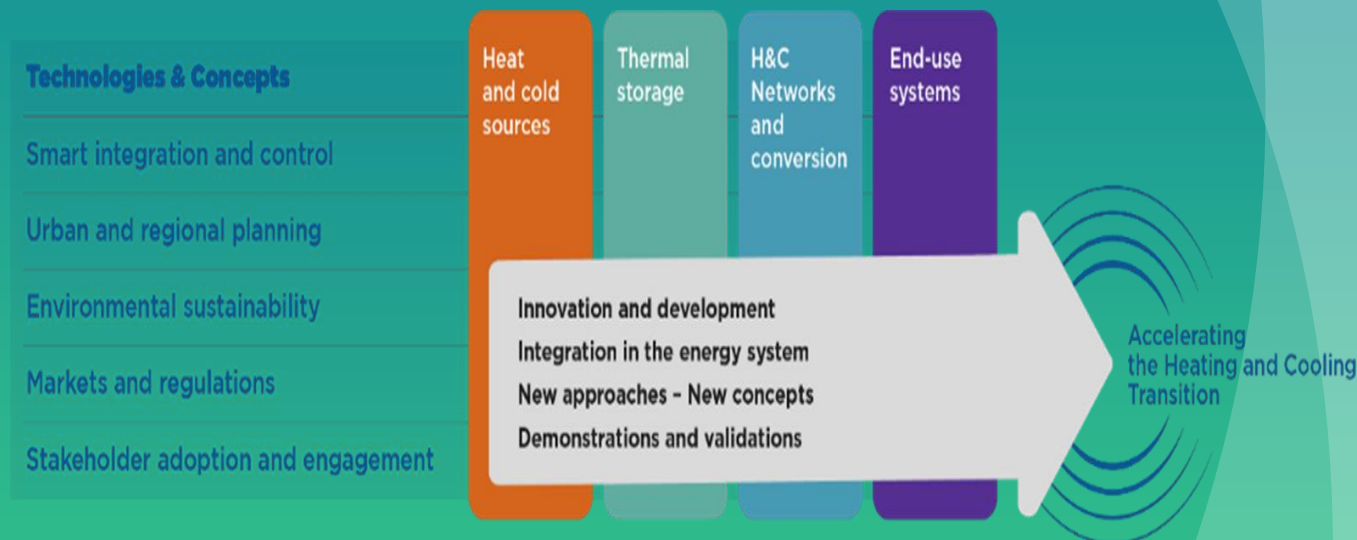 Technologies & Concepts
Smart integration and control
Urban and regional planning
Environmental sustainability
Markets and regulations
Stakeholder adoption and engagement
Heat
and cold
sources
Thermal
storage
H&C
Networks
and
conversion
End-use
systems
Innovation and development
Integration in the energy system
New approaches – New concepts
Demonstrations and validations
Accelerating
the Heating and Cooling
Transition